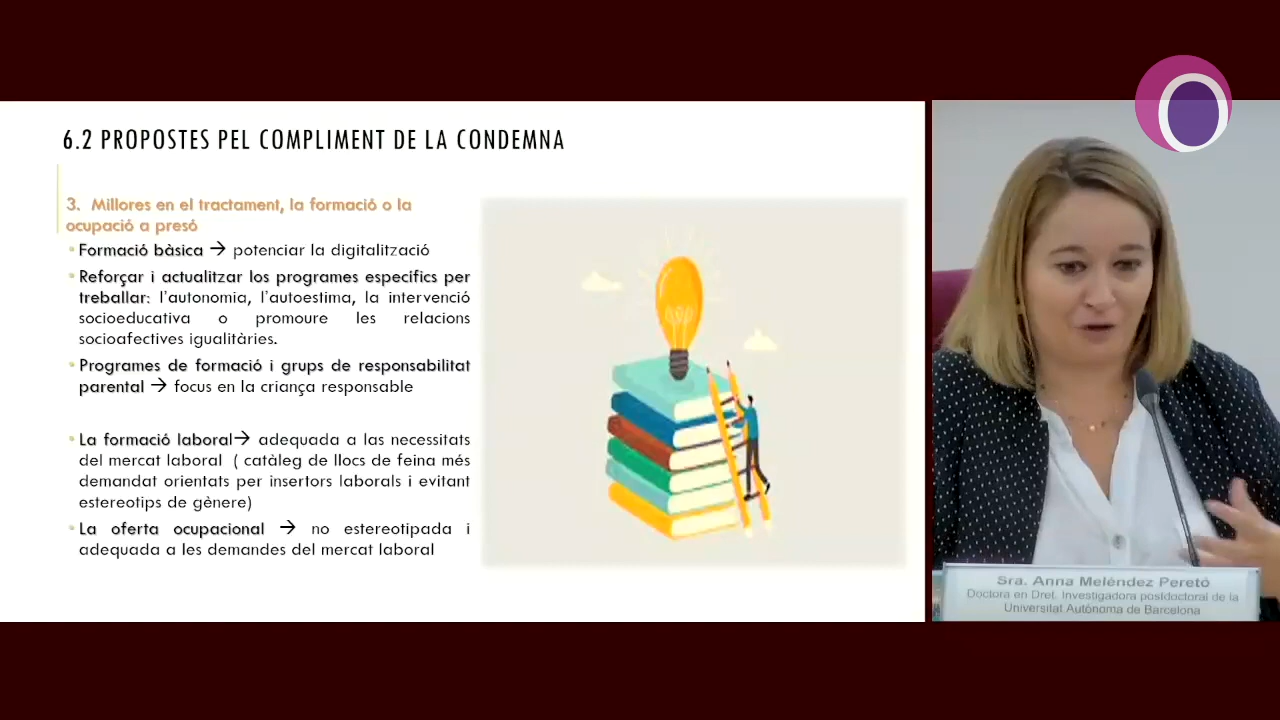 6.2 PROPOSTES PEL COMPLIMENT DE LA CONDEMNA
3. Millores en el tractament, la formació o la
ocupació a presó
Formació bàsica → potenciar la digitalització
Reforçar i actualitzar los programes específics per
treballar: l'autonomia, l'autoestima, la intervenció
socioeducativa o promoure les relacions
socioafectives igualitàries.
Programes de formació i grups de responsabilitat
parental → focus en la criança responsable
La formació laboral→ adequada a las necessitats
del mercat laboral ( catàleg de llocs de feina més
demandat orientats per insertors laborals i evitant
estereotips de gènere)
La oferta ocupacional → no estereotipada i
adequada a les demandes del mercat laboral
Sra. Anna Meléndez Peretó
Doctora en Dret. Investigadora postdoctoral de la
Universitat Autònoma de Barcelona